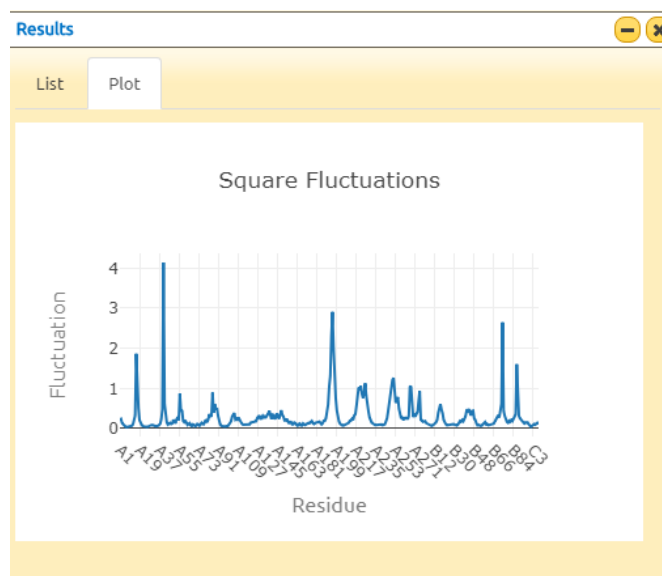 Results
List
Plot
Square Fluctuations
4
3
2
1
0
Fluctuation
A1
A19
A37
A55
A73
A91
A109
A127
A145
A163
A181
A199
A217
A235
A253
A271
B12
B30
B48
B66
B84
C3
Residue